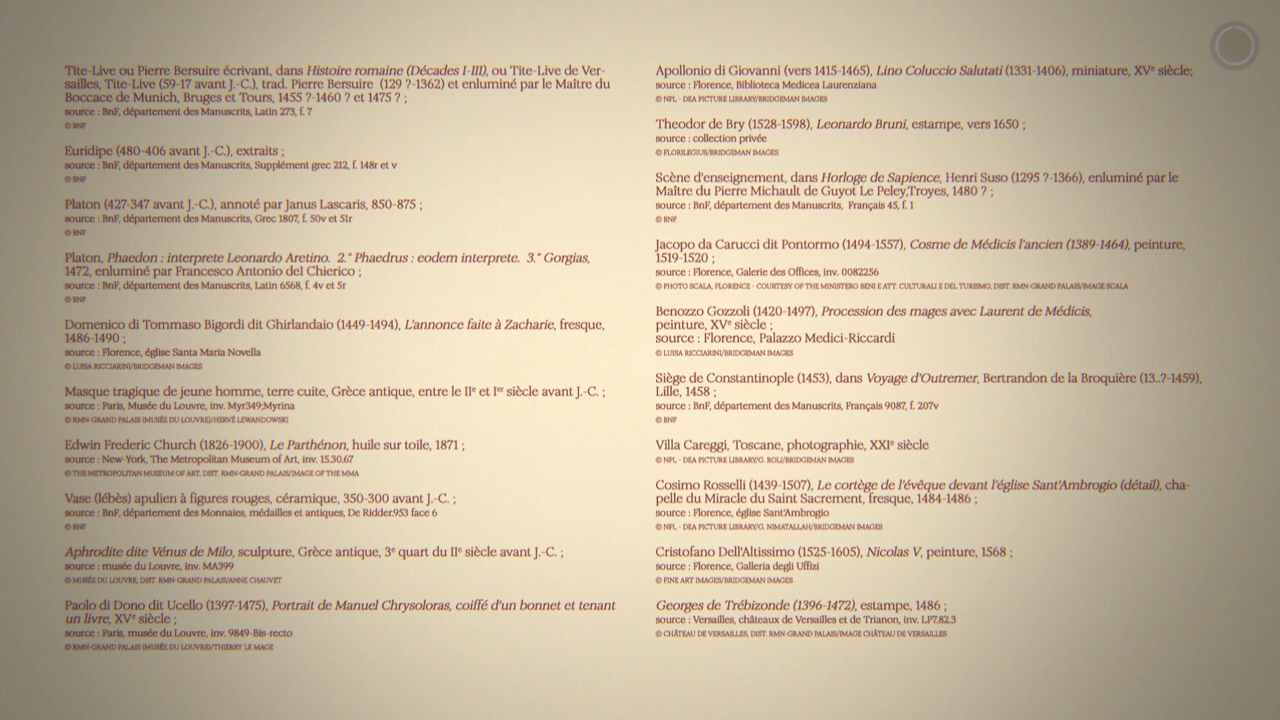 Tite-Live ou Pierre Bersuire écrivant, dans Histoire romaine (Décades I-III), ou Tite-Live de Ver-
sailles, Tite-Live (59-17 avant J.-C.), trad. Pierre Bersuire (129 ?-1362) et enluminé par le Maître du
Boccace de Munich, Bruges et Tours, 1455 ?-1460 ? et 1475 ? ;
source : BnF, département des Manuscrits, Latin 273, f. 7
© BNF
Euridipe (480-406 avant J.-C.), extraits ;
source : BnF, département des Manuscrits, Supplément grec 212, f. 148r et v
© BNF
Platon (427-347 avant J.-C.), annoté par Janus Lascaris, 850-875 ;
source : BnF, département des Manuscrits, Grec 1807, f. 50v et 51r
© BNF
Platon, Phaedon : interprete Leonardo Aretino. 2.° Phaedrus : eodem interprete. 3.° Gorgias,
1472, enluminé par Francesco Antonio del Chierico ;
source : BnF, département des Manuscrits, Latin 6568, f. 4v et 5r
© BNF
Domenico di Tommaso Bigordi dit Ghirlandaio (1449-1494), L'annonce faite à Zacharie, fresque,
1486-1490 ;
source : Florence, église Santa Maria Novella
© LUISA RICCIARINI/BRIDGEMAN IMAGES
Masque tragique de jeune homme, terre cuite, Grèce antique, entre le IIe et Ier siècle avant J.-C. ;
source : Paris, Musée du Louvre, inv. Myr349;Myrina
© RMN-GRAND PALAIS (MUSÉE DU LOUVRE)/HERVÉ LEWANDOWSKI
Edwin Frederic Church (1826-1900), Le Parthénon, huile sur toile, 1871 ;
source : New-York, The Metropolitan Museum of Art, inv. 15.30.67
© THE METROPOLITAN MUSEUM OF ART, DIST. RMN-GRAND PALAIS/IMAGE OF THE MMA
Vase (lébès) apulien à figures rouges, céramique, 350-300 avant J.-C. ;
source : BnF, département des Monnaies, médailles et antiques, De Ridder.953 face 6
© BNF
Aphrodite dite Vénus de Milo, sculpture, Grèce antique, 3e quart du IIe siècle avant J.-C. ;
source : musée du Louvre, inv. MA399
© MUSÉE DU LOUVRE, DIST. RMN-GRAND PALAIS/ANNE CHAUVET
Paolo di Dono dit Ucello (1397-1475), Portrait de Manuel Chrysoloras, coiffé d'un bonnet et tenant
un livre, XVe siècle ;
source : Paris, musée du Louvre, inv. 9849-Bis-recto
© RMN-GRAND PALAIS (MUSÉE DU LOUVRE)/THIERRY LE MAGE
Apollonio di Giovanni (vers 1415-1465), Lino Coluccio Salutati (1331-1406), miniature, XVe siècle;
source : Florence, Biblioteca Medicea Laurenziana
© NPL - DEA PICTURE LIBRARY/BRIDGEMAN IMAGES
Theodor de Bry (1528-1598), Leonardo Bruni, estampe, vers 1650 ;
source : collection privée
© FLORILEGIUS/BRIDGEMAN IMAGES
Scène d'enseignement, dans Horloge de Sapience, Henri Suso (1295 ?-1366), enluminé par le
Maître du Pierre Michault de Guyot Le Peley,Troyes, 1480 ? ;
source : BnF, département des Manuscrits, Français 45, f. 1
© BNF
Jacopo da Carucci dit Pontormo (1494-1557), Cosme de Médicis l'ancien (1389-1464), peinture,
1519-1520 ;
source : Florence, Galerie des Offices, inv. 0082256
© PHOTO SCALA, FLORENCE - COURTESY OF THE MINISTERO BENI E ATT. CULTURALI E DEL TURISMO, DIST. RMN-GRAND PALAIS/IMAGE SCALA
Benozzo Gozzoli (1420-1497), Procession des mages avec Laurent de Médicis,
peinture, XVe siècle ;
source : Florence, Palazzo Medici-Riccardi
© LUISA RICCIARINI/BRIDGEMAN IMAGES
Siège de Constantinople (1453), dans Voyage d'Outremer, Bertrandon de la Broquière (13..?-1459),
Lille, 1458 ;
source : BnF, département des Manuscrits, Français 9087, f. 207v
© BNF
Villa Careggi, Toscane, photographie, XXIe siècle
© NPL - DEA PICTURE LIBRARY/G. ROLI/BRIDGEMAN IMAGES
Cosimo Rosselli (1439-1507), Le cortège de l'évêque devant l'église Sant'Ambrogio (détail), cha-
pelle du Miracle du Saint Sacrement, fresque, 1484-1486 ;
source : Florence, église Sant'Ambrogio
© NPL - DEA PICTURE LIBRARY/G. NIMATALLAH/BRIDGEMAN IMAGES
Cristofano Dell'Altissimo (1525-1605), Nicolas V, peinture, 1568 ;
source : Florence, Galleria degli Uffizi
© FINE ART IMAGES/BRIDGEMAN IMAGES
Georges de Trébizonde (1396-1472), estampe, 1486 ;
source : Versailles, châteaux de Versailles et de Trianon, inv. LP7.82.3
© CHÂTEAU DE VERSAILLES, DIST. RMN-GRAND PALAIS/IMAGE CHÂTEAU DE VERSAILLES